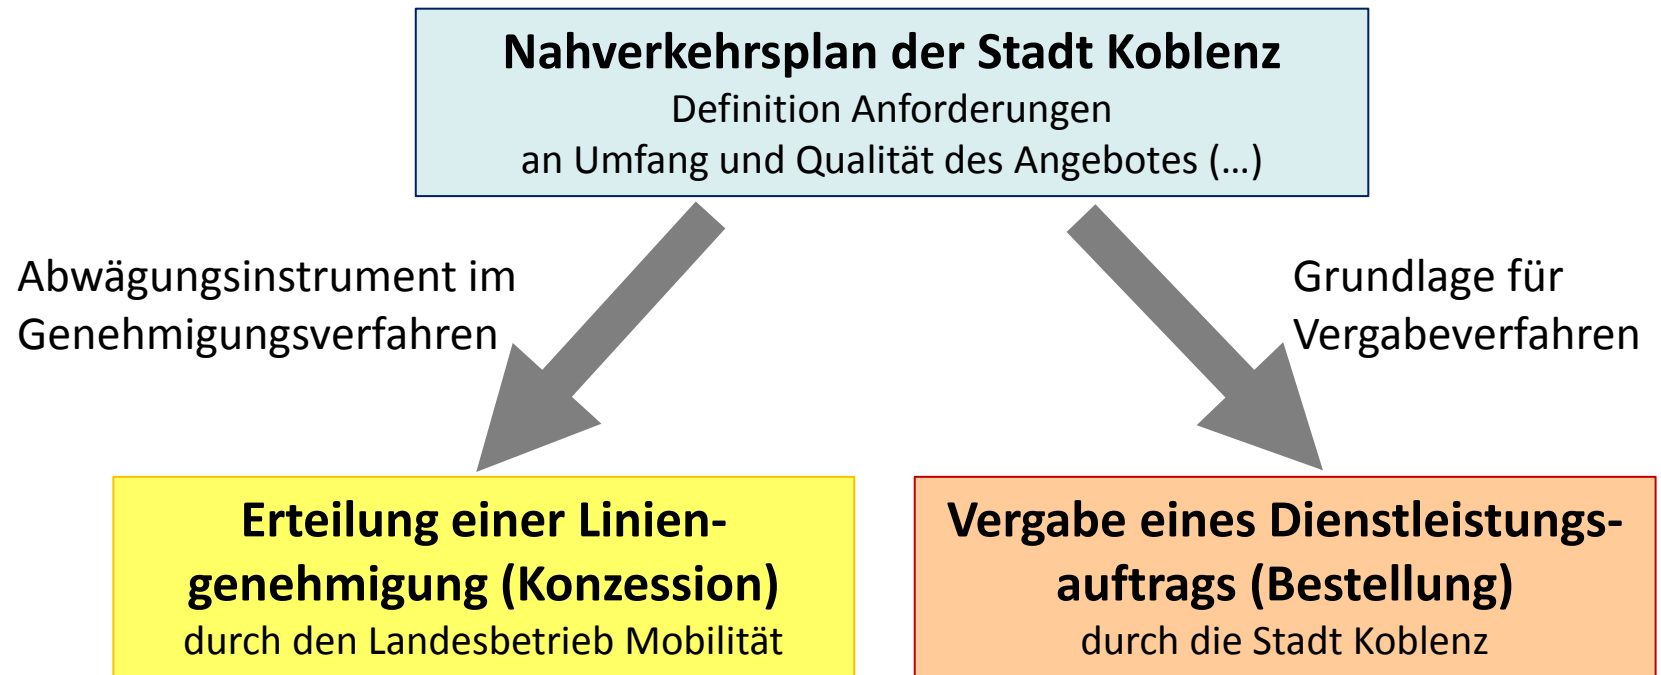 Nahverkehrsplan der Stadt Koblenz
Definition Anforderungen
an Umfang und Qualität des Angebotes (…)
Abwägungsinstrument im
Genehmigungsverfahren
Grundlage für
Vergabeverfahren
Erteilung einer Linien-
genehmigung (Konzession)
durch den Landesbetrieb Mobilität
Vergabe eines Dienstleistungs-
auftrags (Bestellung)
durch die Stadt Koblenz